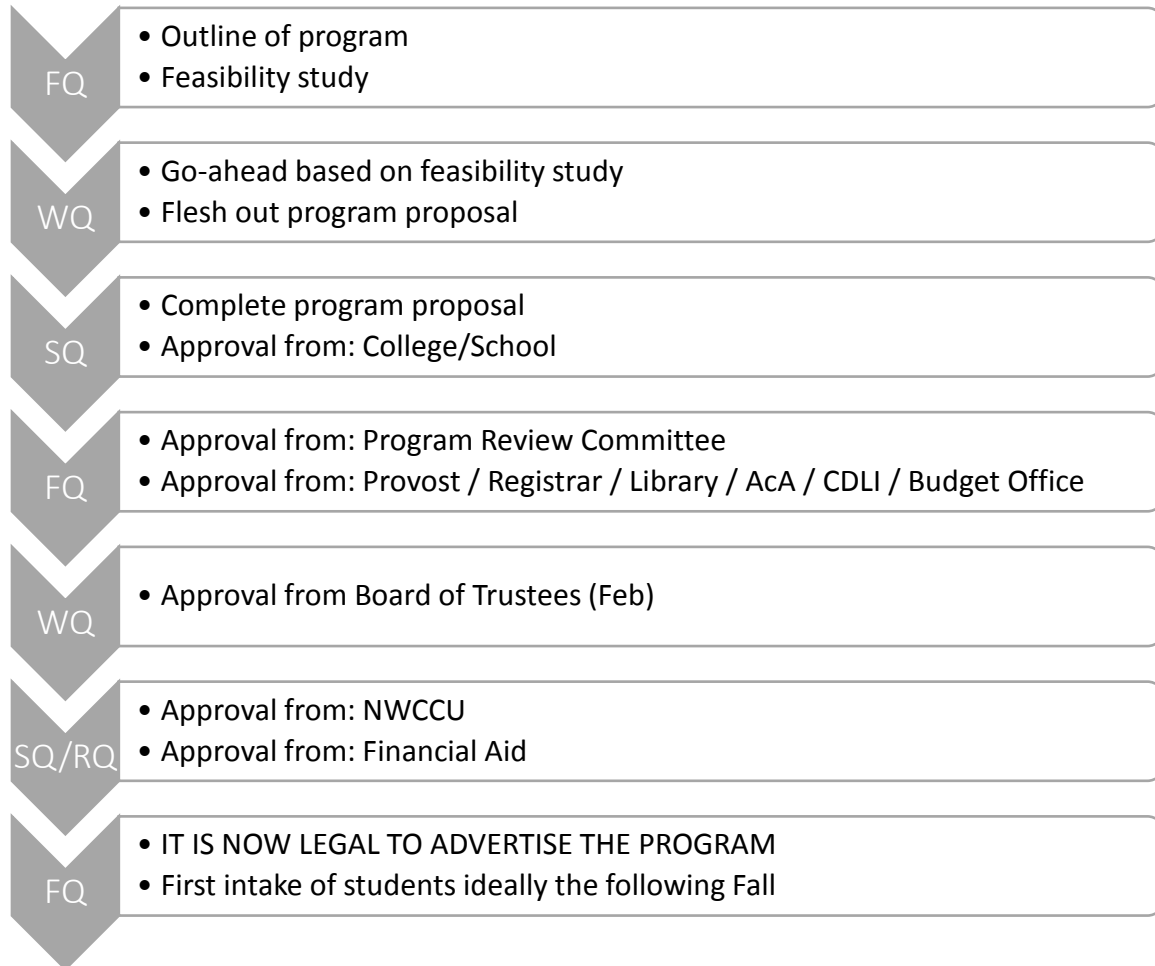 FQ
• Outline of program
• Feasibility study
WQ
• Go-ahead based on feasibility study
• Flesh out program proposal
SQ
• Complete program proposal
• Approval from: College/School
FQ
• Approval from: Program Review Committee
• Approval from: Provost / Registrar / Library / AcA / CDLI / Budget Office
WQ
• Approval from Board of Trustees (Feb)
SQ/RQ
• Approval from: NWCCU
• Approval from: Financial Aid
FQ
• IT IS NOW LEGAL TO ADVERTISE THE PROGRAM
• First intake of students ideally the following Fall